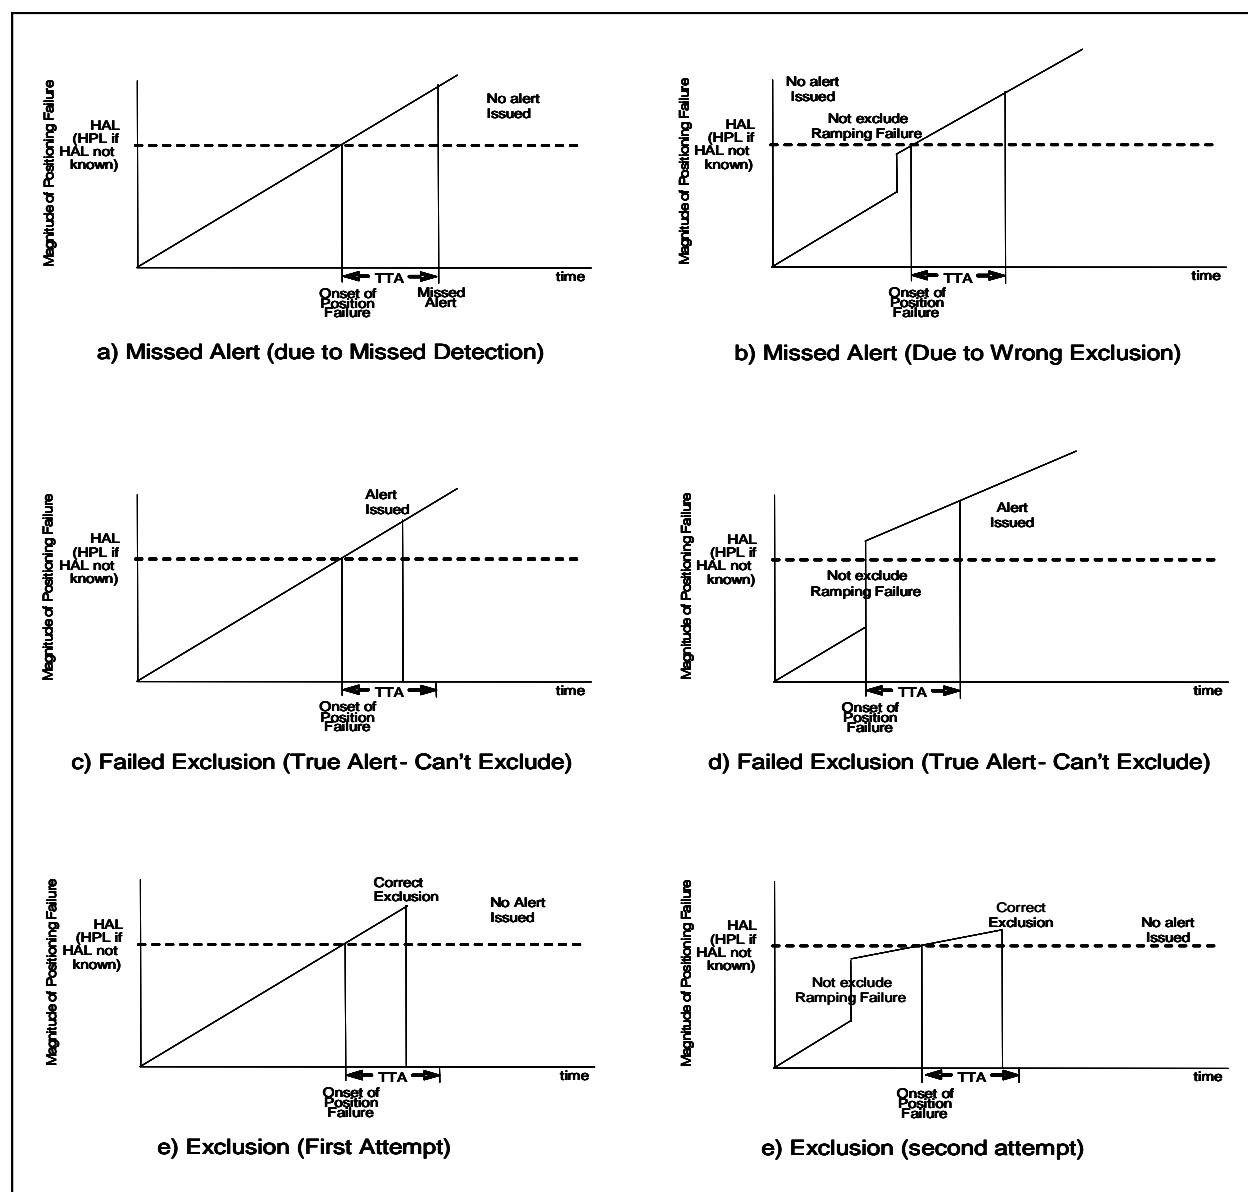 Magnitude of Positioning Failure
HAL
(HPL if
HAL not
known)
No alert
Issued
TTA
time
Onset of
Position
Failure
Missed
Alert
a) Missed Alert (due to Missed Detection)
Magnitude of Positioning Failure
No alert
Issued
HAL
(HPL if
HAL not
known)
Not exclude
Ramping Failure
TTA
time
Onset of
Position
Failure
b) Missed Alert (Due to Wrong Exclusion)
Magnitude of Positioning Failure
HAL
(HPL if
HAL not
known)
Alert
Issued
TTA
time
Onset of
Position
Failure
c) Failed Exclusion (True Alert- Can't Exclude)
Magnitude of Positioning Failure
HAL
(HPL if
HAL not
known)
Alert
Issued
Not exclude
Ramping Failure
TTA
time
Onset of
Position
Failure
d) Failed Exclusion (True Alert- Can't Exclude)
Magnitude of Positioning Failure
HAL
(HPL if
HAL not
known)
Correct
Exclusion
No Alert
Issued
TTA
time
Onset of
Position
Failure
e) Exclusion (First Attempt)
Magnitude of Positioning Failure
HAL
(HPL if
HAL not
known)
Correct
Exclusion
No alert
Issued
Not exclude
Ramping Failure
TTA
time
Onset of
Position
Failure
e) Exclusion (second attempt)